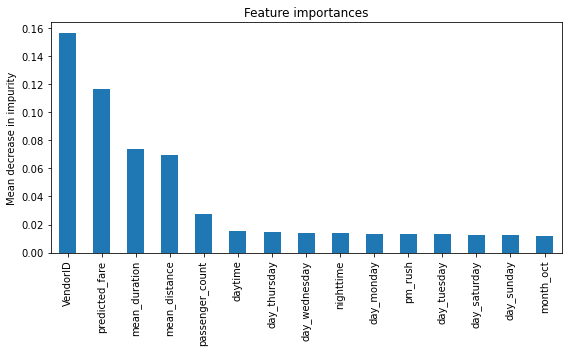 Feature importances
Mean decrease in impurity
0.16
0.14
0.12
0.10
0.08
0.06
0.04
0.02
0.00
VendorID
predicted_fare
mean_duration
mean_distance
passenger_count
daytime
day_thursday
day_wednesday
nighttime
day_monday
pm_rush
day_tuesday
day_saturday
day_sunday
month_oct